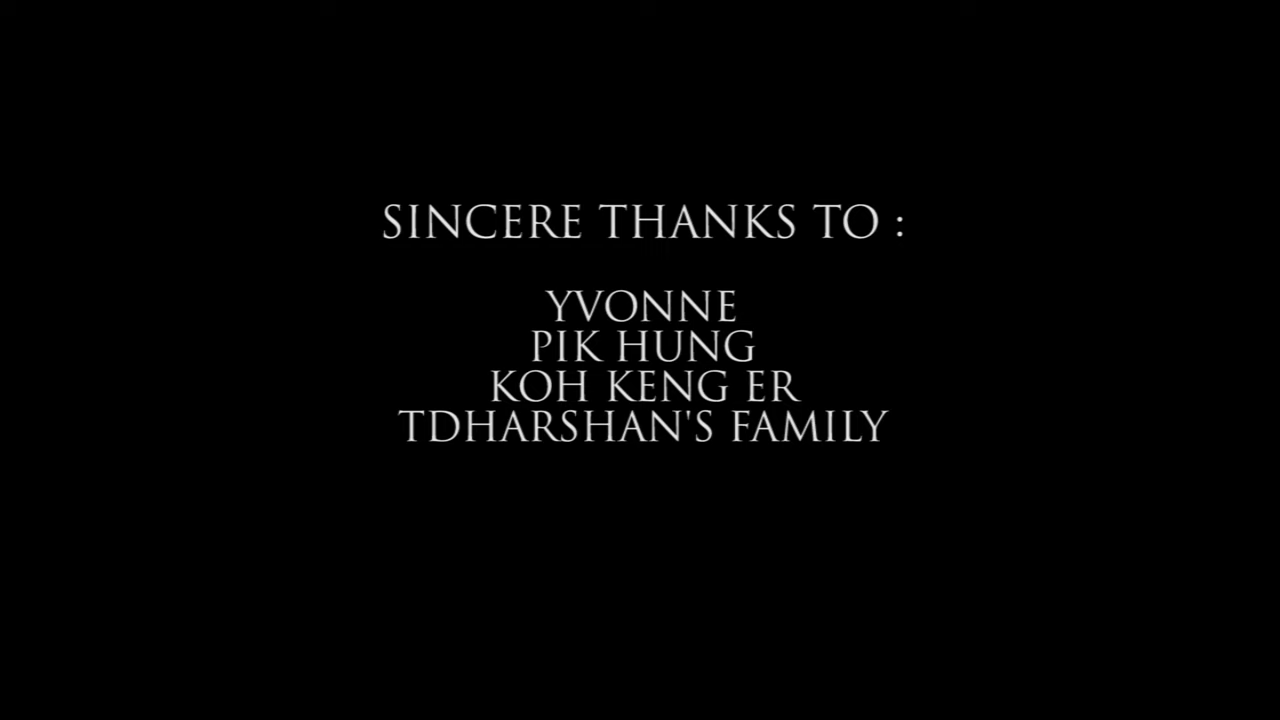 SINCERE THANKS TO :
YVONNE
PIK HUNG
KOH KENG ER
TDHARSHAN'S FAMILY